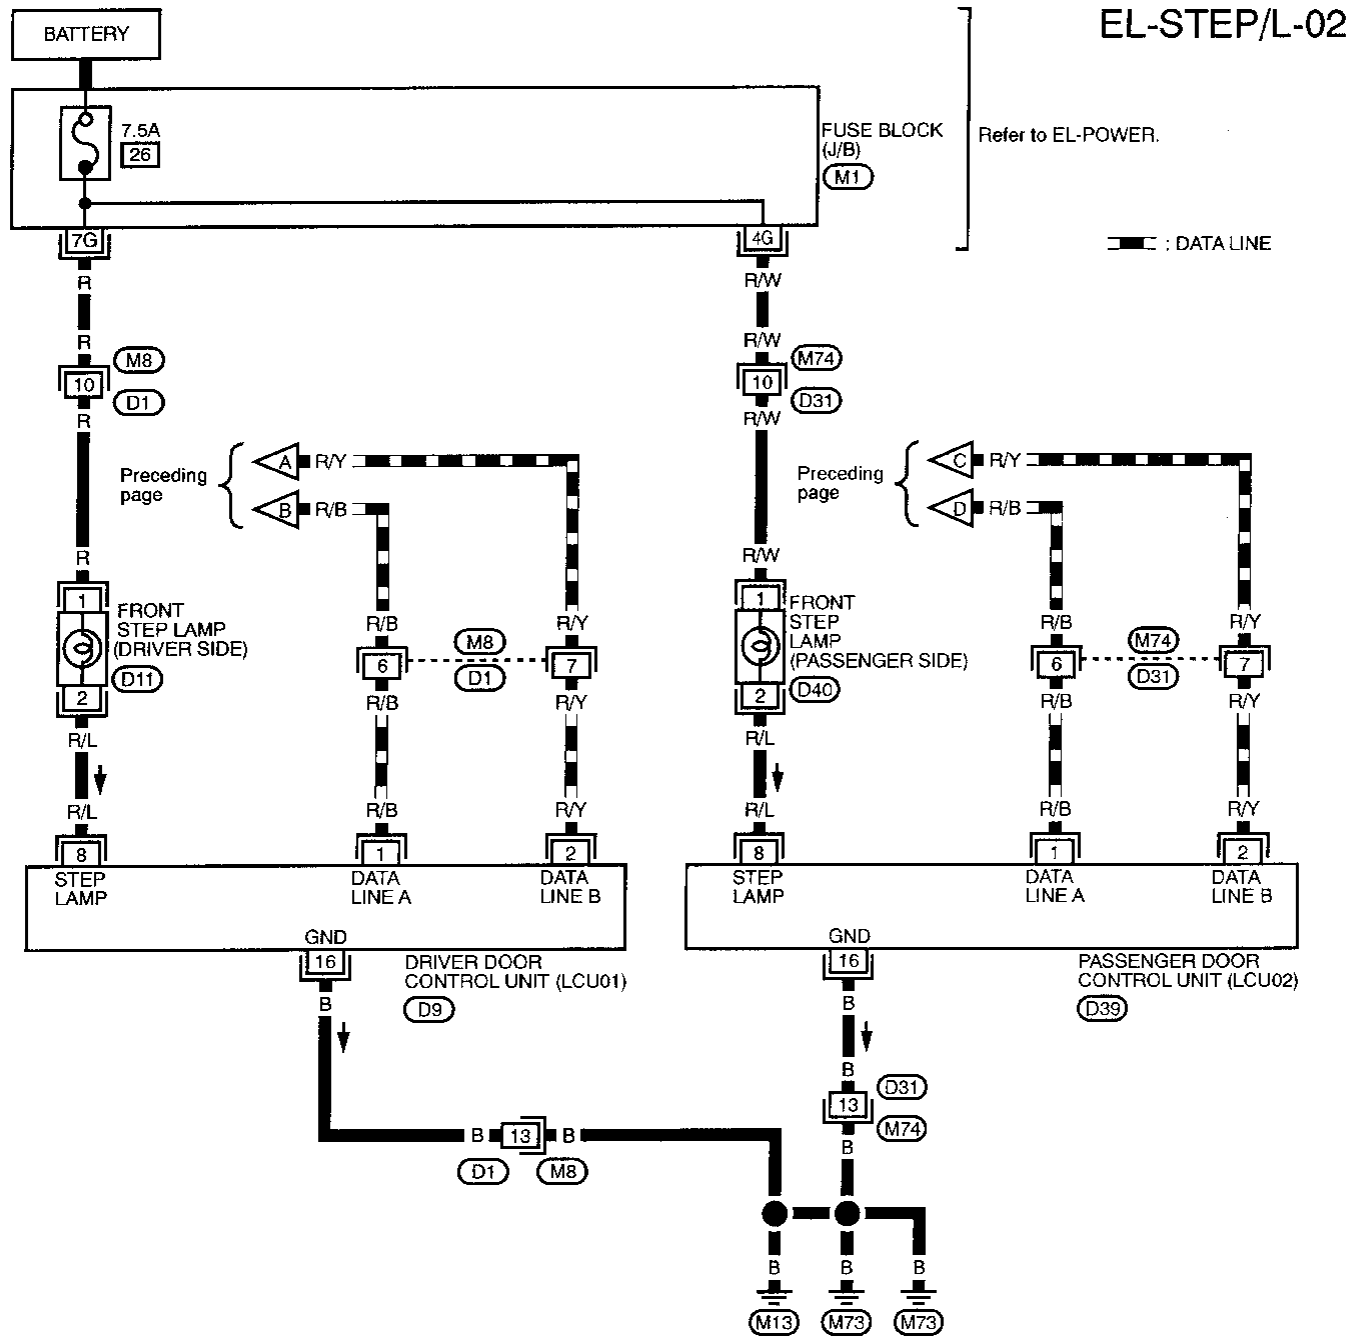 EL-STEP/L-02
BATTERY
7.5A
26
FUSE BLOCK
(J/B)
M1
Refer to EL-POWER.
7G
4G
: DATA LINE
R
R/W
R
R/W
10
M8
D1
10
M74
D31
R
R/W
Preceding
page
A
R/Y
B
R/B
Preceding
page
C
R/Y
D
R/B
R
R/W
1
FRONT
STEP LAMP
(DRIVER SIDE)
D11
2
R/B
R/Y
6
M8
D1
7
R/B
R/Y
1
FRONT
STEP
LAMP
(PASSENGER SIDE)
D40
2
R/B
R/Y
6
M74
D31
7
R/B
R/Y
R/L
R/L
R/L
R/B
R/Y
R/L
R/B
R/Y
8
1
2
8
1
2
STEP
LAMP
DATA
LINE A
DATA
LINE B
STEP
LAMP
DATA
LINE A
DATA
LINE B
GND
GND
16
DRIVER DOOR
CONTROL UNIT (LCU01)
D9
16
PASSENGER DOOR
CONTROL UNIT (LCU02)
D39
B
B
B
13
D31
M74
B
B
13
B
D1
M8
B
B
B
M13
M73
M73